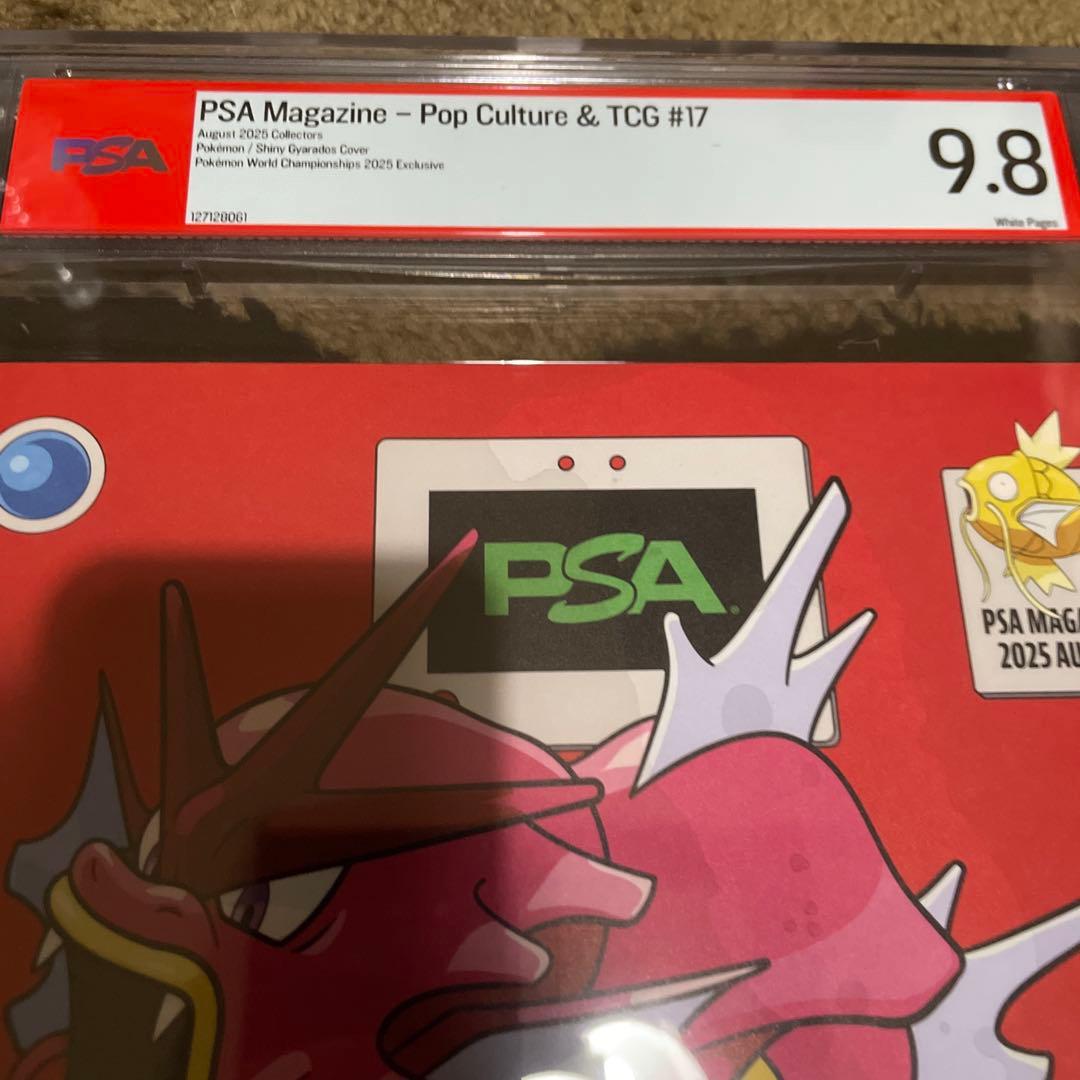 PSA Magazine – Pop Culture & TCG #17
August 2025 Collectors
Pokémon / Shiny Gyarados Cover
Pokémon World Championships 2025 Exclusive
127128061
PSA
9.8
White Pages
PSA
PSA MAGA
2025 AU